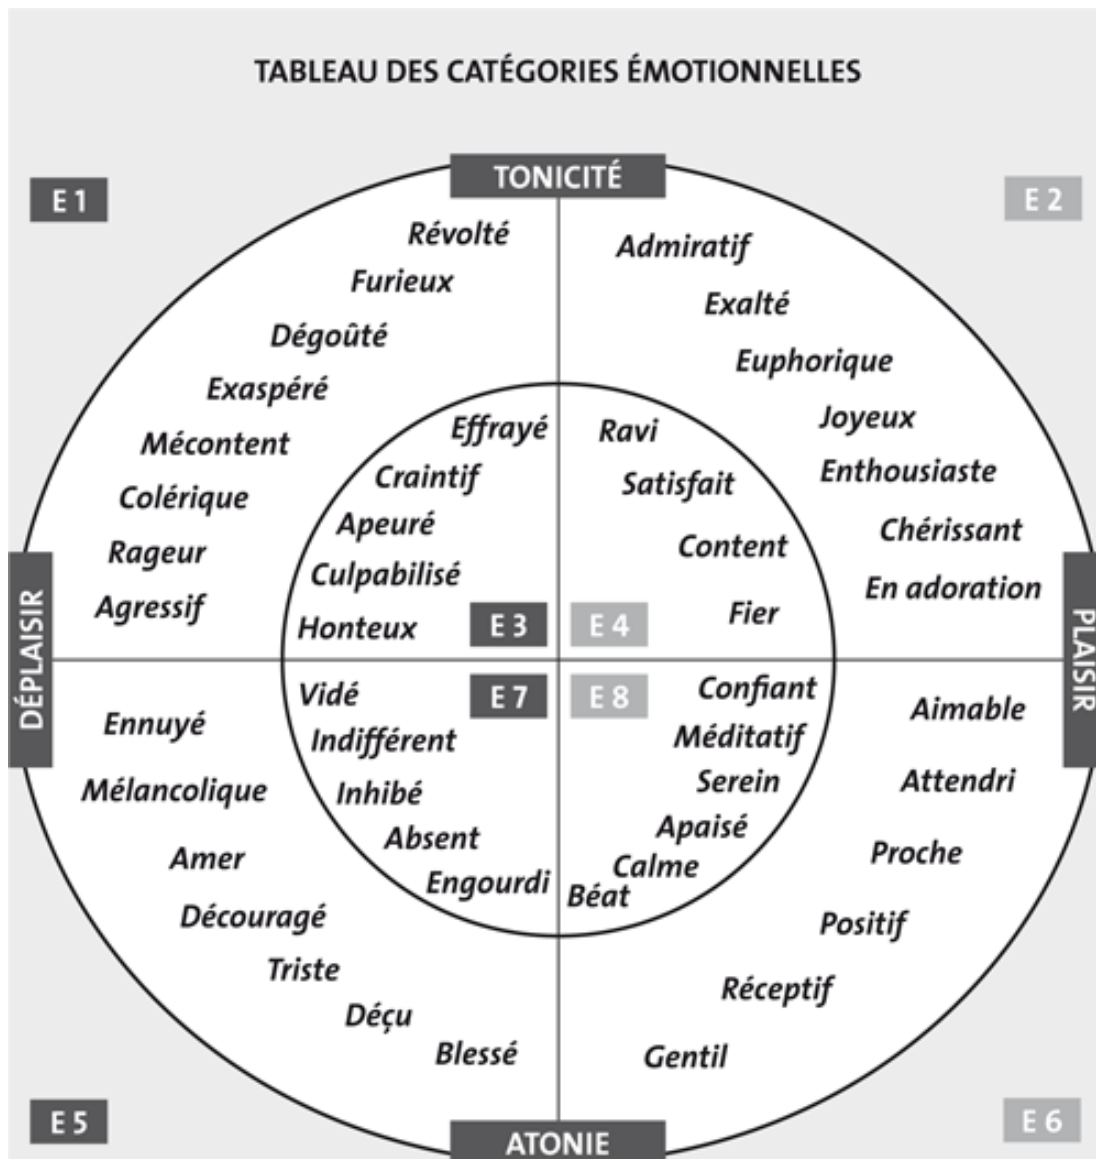 TABLEAU DES CATÉGORIES ÉMOTIONNELLES
TONICITÉ
E 1
E 2
Révolté
Furieux
Dégoûté
Exaspéré
Mécontent
Colérique
Rageur
Agressif
Admiratif
Exalté
Euphorique
Joyeux
Enthousiaste
Chérissant
En adoration
Effrayé
Craintif
Apeuré
Culpabilisé
Honteux
E 3
Ravi
Satisfait
Content
Fier
E 4
DÉPLAISIR
PLAISIR
Vidé
Indifférent
Inhibé
Absent
Engourdi
E 7
E 8
Confiant
Méditatif
Serein
Apaisé
Calme
Béat
Ennuyé
Mélancolique
Amer
Découragé
Triste
Déçu
Blessé
Aimable
Attendri
Proche
Positif
Réceptif
Gentil
E 5
E 6
ATONIE